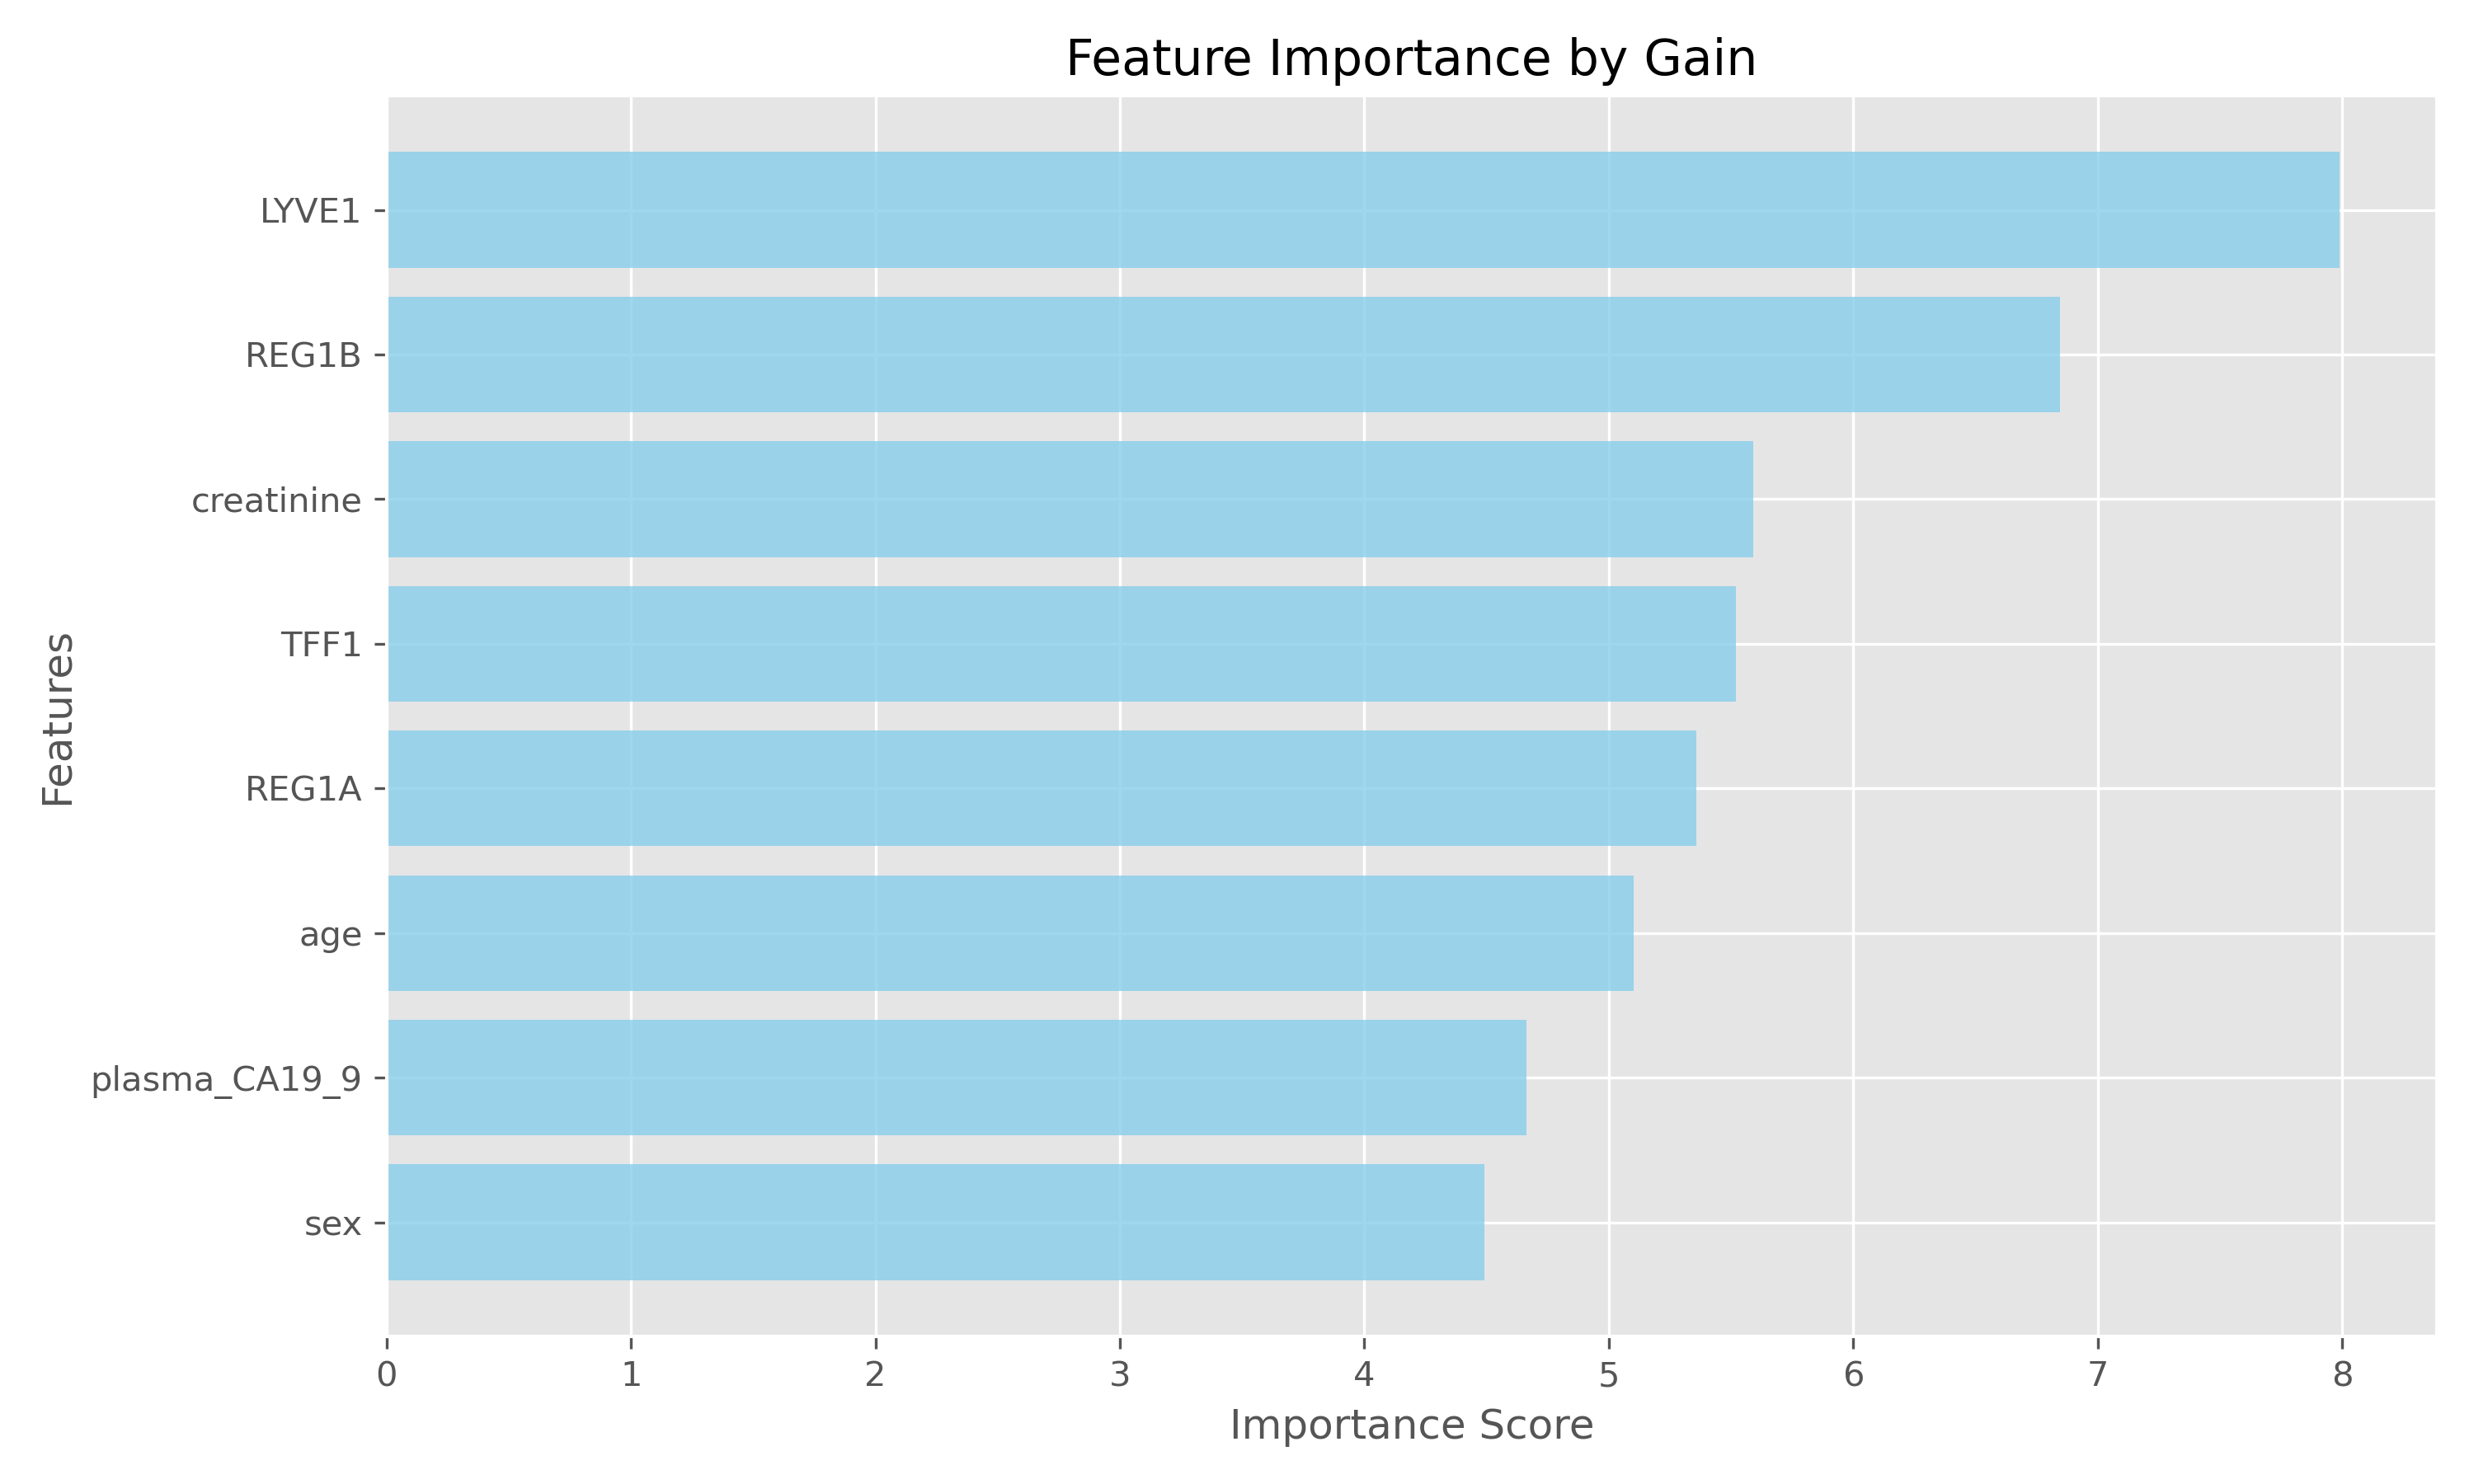 Feature Importance by Gain
Features
LYVE1
REG1B
creatinine
TFF1
REG1A
age
plasma_CA19_9
sex
0 1 2 3 4 5 6 7 8
Importance Score